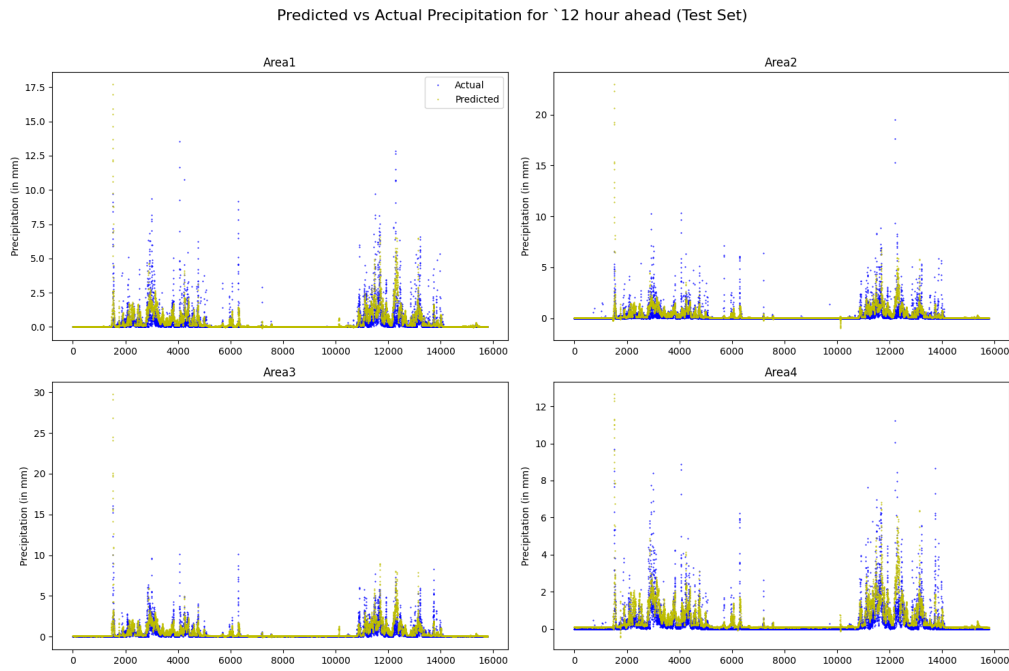 Predicted vs Actual Precipitation for `12 hour ahead (Test Set)
Area1
Precipitation (in mm)
17.5
15.0
12.5
10.0
7.5
5.0
2.5
0.0
Actual
Predicted
0 2000 4000 6000 8000 10000 12000 14000 16000
Area2
Precipitation (in mm)
20
15
10
5
0
0 2000 4000 6000 8000 10000 12000 14000 16000
Area3
Precipitation (in mm)
30
25
20
15
10
5
0
0 2000 4000 6000 8000 10000 12000 14000 16000
Area4
Precipitation (in mm)
12
10
8
6
4
2
0
0 2000 4000 6000 8000 10000 12000 14000 16000